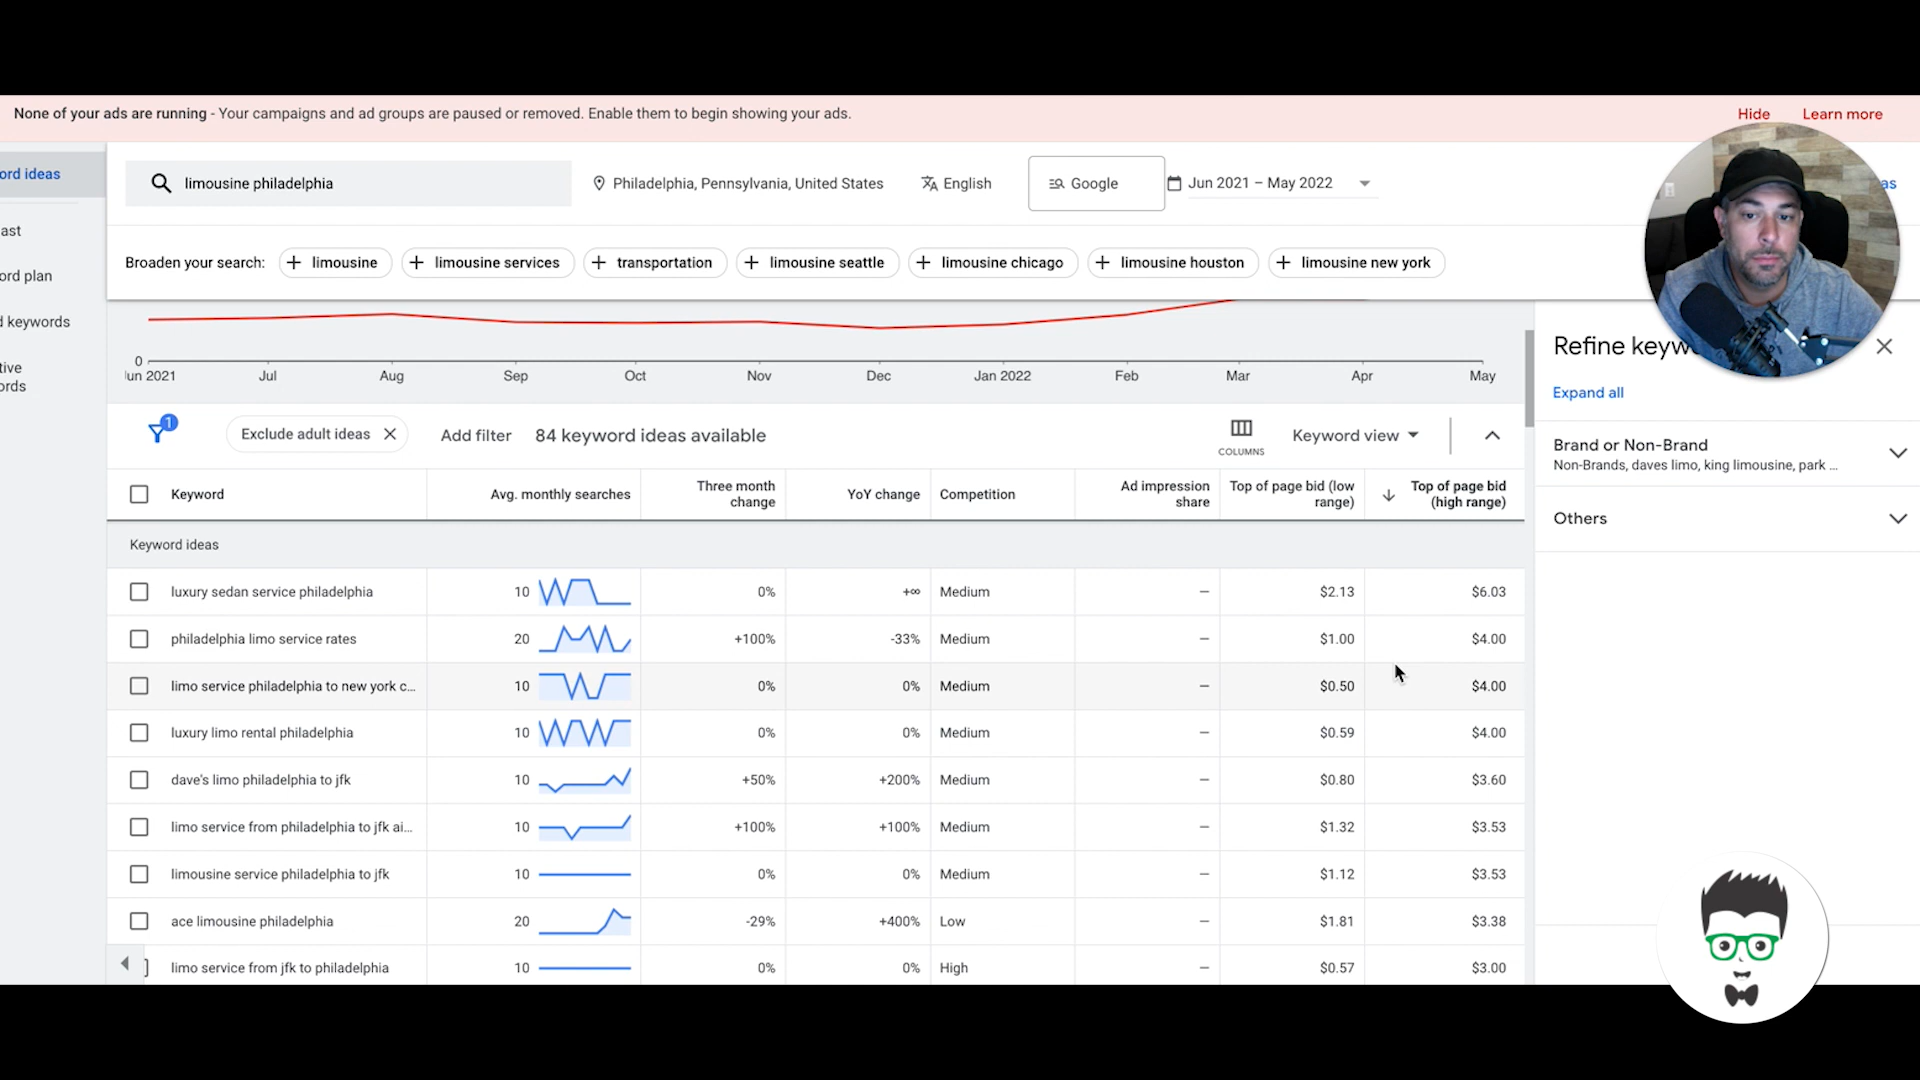 None of your ads are running - Your campaigns and ad groups are paused or removed. Enable them to begin showing your ads.
Hide
Learn more
ord ideas
ast
ord plan
d keywords
tive
ords
limousine philadelphia
Philadelphia, Pennsylvania, United States
English
Google
Jun 2021 – May 2022
as
Broaden your search:
limousine
limousine services
transportation
limousine seattle
limousine chicago
limousine houston
limousine new york
0
Jun 2021
Jul
Aug
Sep
Oct
Nov
Dec
Jan 2022
Feb
Mar
Apr
May
1
Exclude adult ideas
Add filter
84 keyword ideas available
COLUMNS
Keyword view
Keyword
Avg. monthly searches
Three month
change
YoY change
Competition
Ad impression
share
Top of page bid (low
range)
Top of page bid
(high range)
Keyword ideas
luxury sedan service philadelphia 10 0% +∞ Medium – $2.13 $6.03
philadelphia limo service rates 20 +100% -33% Medium – $1.00 $4.00
limo service philadelphia to new york c... 10 0% 0% Medium – $0.50 $4.00
luxury limo rental philadelphia 10 0% 0% Medium – $0.59 $4.00
dave's limo philadelphia to jfk 10 +50% +200% Medium – $0.80 $3.60
limo service from philadelphia to jfk ai... 10 +100% +100% Medium – $1.32 $3.53
limousine service philadelphia to jfk 10 0% 0% Medium – $1.12 $3.53
ace limousine philadelphia 20 -29% +400% Low – $1.81 $3.38
limo service from jfk to philadelphia 10 0% 0% High – $0.57 $3.00
Refine keyw
Expand all
Brand or Non-Brand
Non-Brands, daves limo, king limousine, park ...
Others